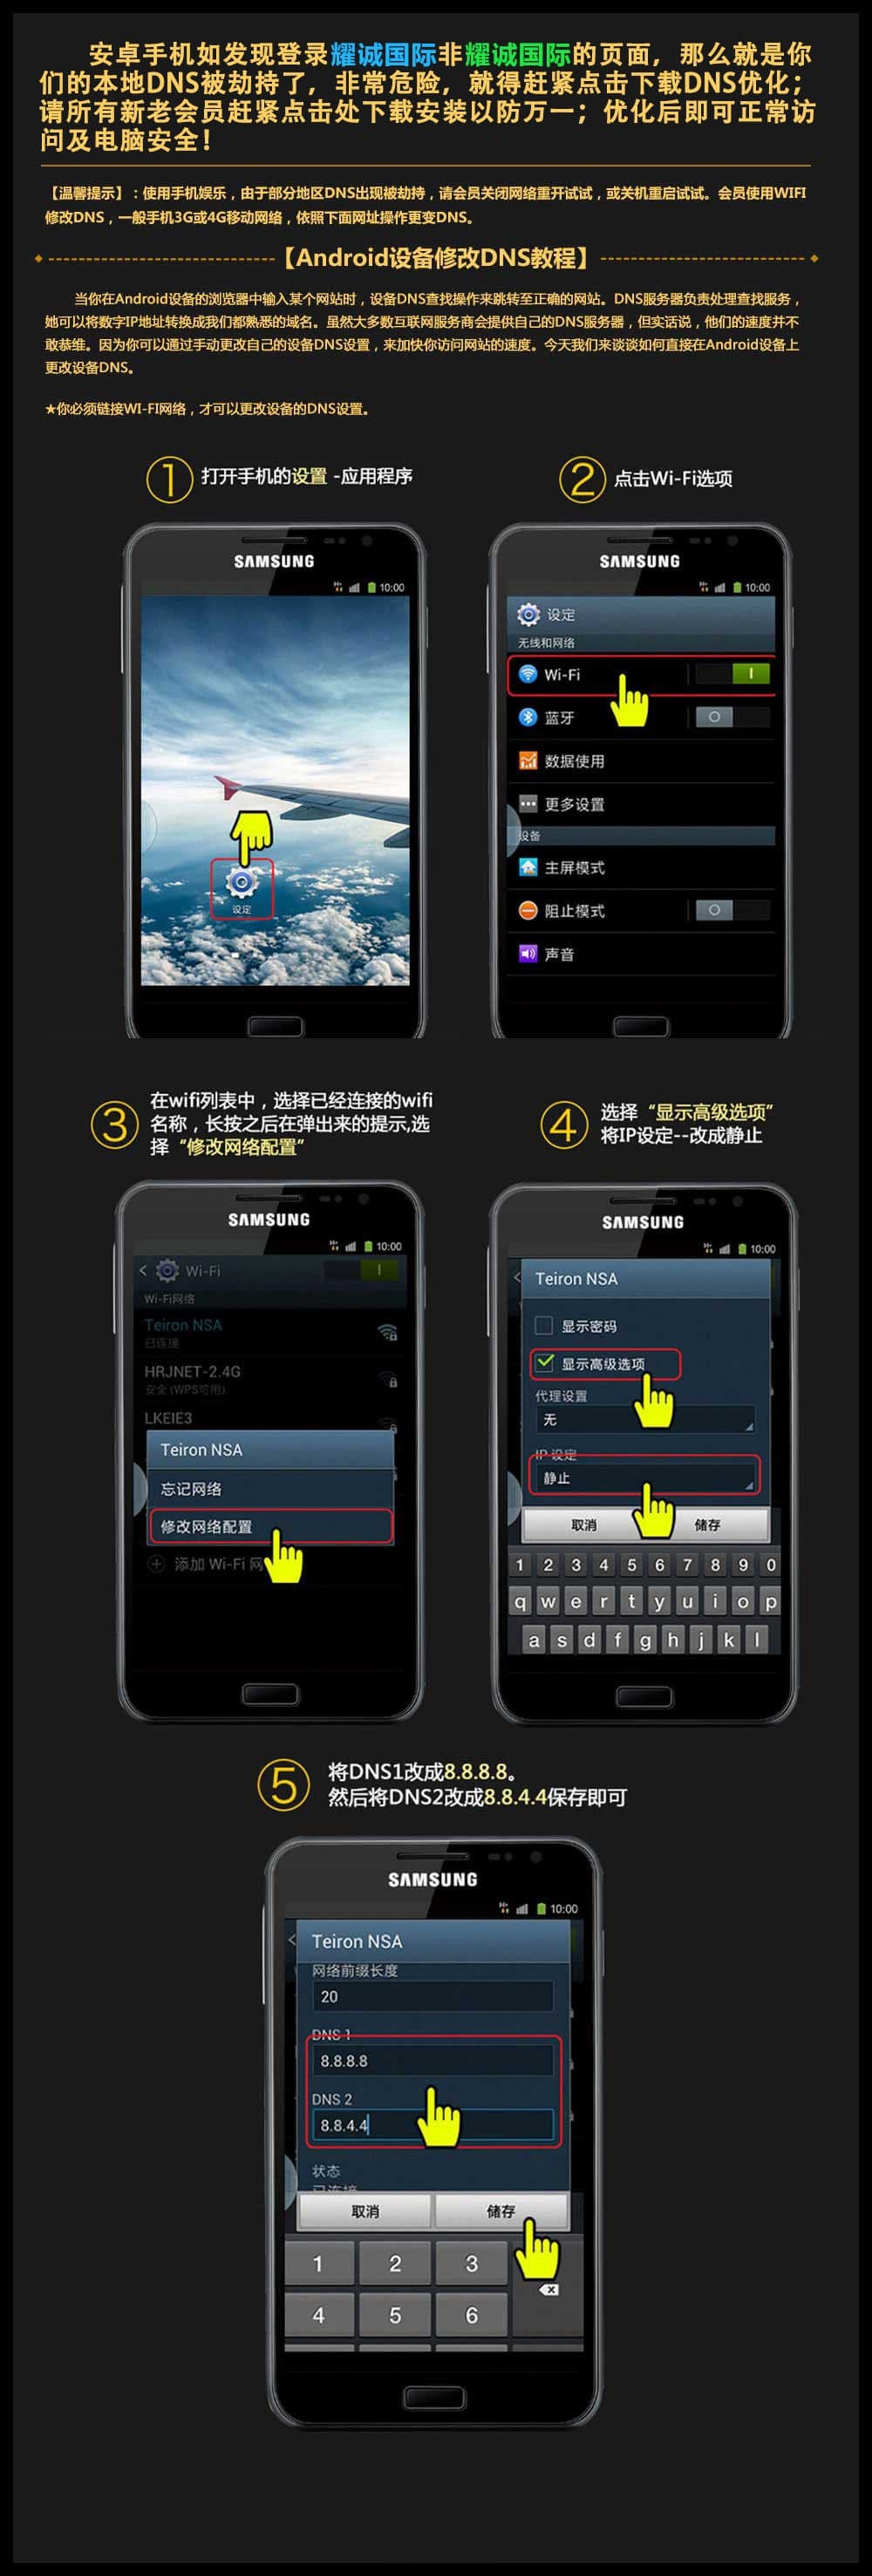 安卓手机如发现登录耀诚国际非耀诚国际的页面，那么就是你
们的本地DNS被劫持了，非常危险，就得赶紧点击下载DNS优化；
请所有新老会员赶紧点击处下载安装以防万一；优化后即可正常访
问及电脑安全！
【温馨提示】：使用手机娱乐，由于部分地区DNS出现被劫持，请会员关闭网络重开试试，或关机重启试试。会员使用WIFI
修改DNS，一般手机3G或4G移动网络，依照下面网址操作更变DNS。
【Android设备修改DNS教程】
当你在Android设备的浏览器中输入某个网站时，设备DNS查找操作来跳转至正确的网站。DNS服务器负责处理查找服务，
她可以将数字IP地址转换成我们都熟悉的域名。虽然大多数互联网服务商会提供自己的DNS服务器，但实话说，他们的速度并不
敢恭维。因为你可以通过手动更改自己的设备DNS设置，来加快你访问网站的速度。今天我们来谈谈如何直接在Android设备上
更改设备DNS。
★你必须链接WI-FI网络，才可以更改设备的DNS设置。
1 打开手机的设置 -应用程序
SAMSUNG
10:00
设定
2 点击Wi-Fi选项
SAMSUNG
10:00
设定
无线和网络
Wi-Fi
蓝牙
数据使用
更多设置
设备
主屏模式
阻止模式
声音
3 在wifi列表中，选择已经连接的wifi
名称，长按之后在弹出来的提示,选
择“修改网络配置”
SAMSUNG
10:00
Wi-Fi
Wi-Fi网络
Teiron NSA
已连接
HRJNET-2.4G
安全 (WPS可用)
LKEIE3
Teiron NSA
忘记网络
修改网络配置
添加 Wi-Fi 网
4 选择“显示高级选项”
将IP设定--改成静止
SAMSUNG
10:00
Teiron NSA
显示密码
显示高级选项
代理设置
无
IP 设定
静止
取消 储存
1 2 3 4 5 6 7 8 9 0
q w e r t y u i o p
a s d f g h j k l
5 将DNS1改成8.8.8.8。
然后将DNS2改成8.8.4.4保存即可
SAMSUNG
10:00
Teiron NSA
网络前缀长度
20
DNS 1
8.8.8.8
DNS 2
8.8.4.4
状态
已连接
取消 储存
1 2 3
4 5 6